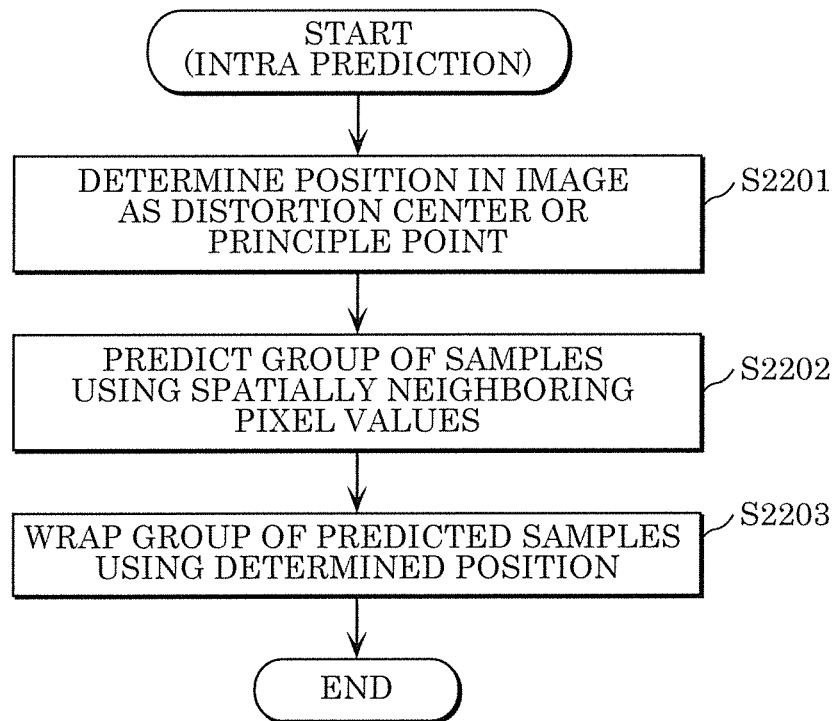 START
(INTRA PREDICTION)
DETERMINE POSITION IN IMAGE
AS DISTORTION CENTER OR
PRINCIPLE POINT
S2201
PREDICT GROUP OF SAMPLES
USING SPATIALLY NEIGHBORING
PIXEL VALUES
S2202
WRAP GROUP OF PREDICTED SAMPLES
USING DETERMINED POSITION
S2203
END